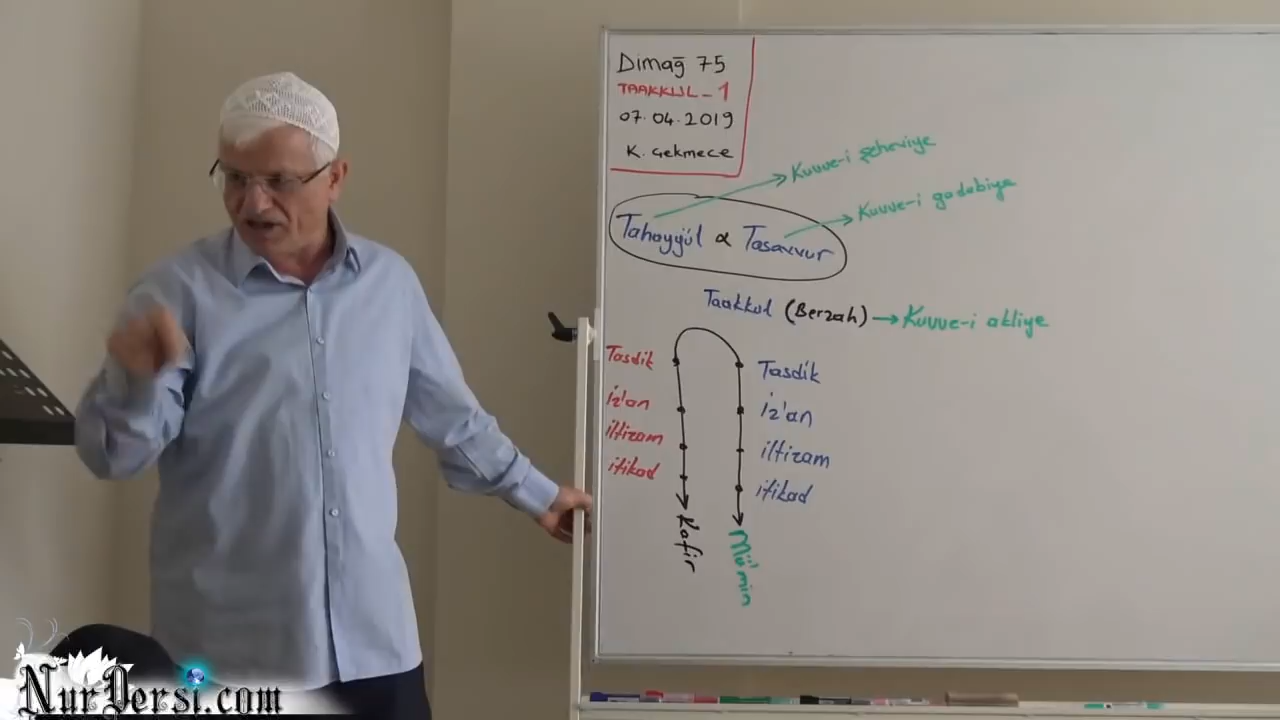 Dimağ 75
TAAKKUL - 1
07.04.2019
K. Çekmece
Kuvve-i şeheviye
Kuvve-i gadabiye
Tahayyül α Tasavvur
Taakkul (Berzah) → Kuvve-i akliye
Tasdik
İz'an
iltizam
itikad
Kafir
Tasdik
İz'an
iltizam
itikad
Mü'min
NurDersi.com